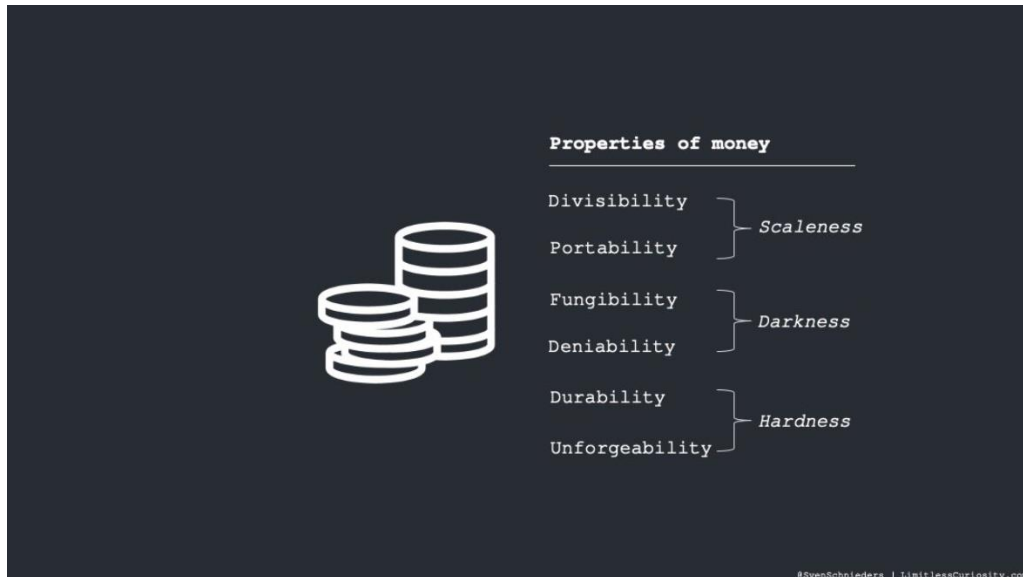 Properties of money
Divisibility
Portability
Scaleness
Fungibility
Deniability
Darkness
Durability
Unforgeability
Hardness
@SvenSchnieders | LimitlessCuriosity.co